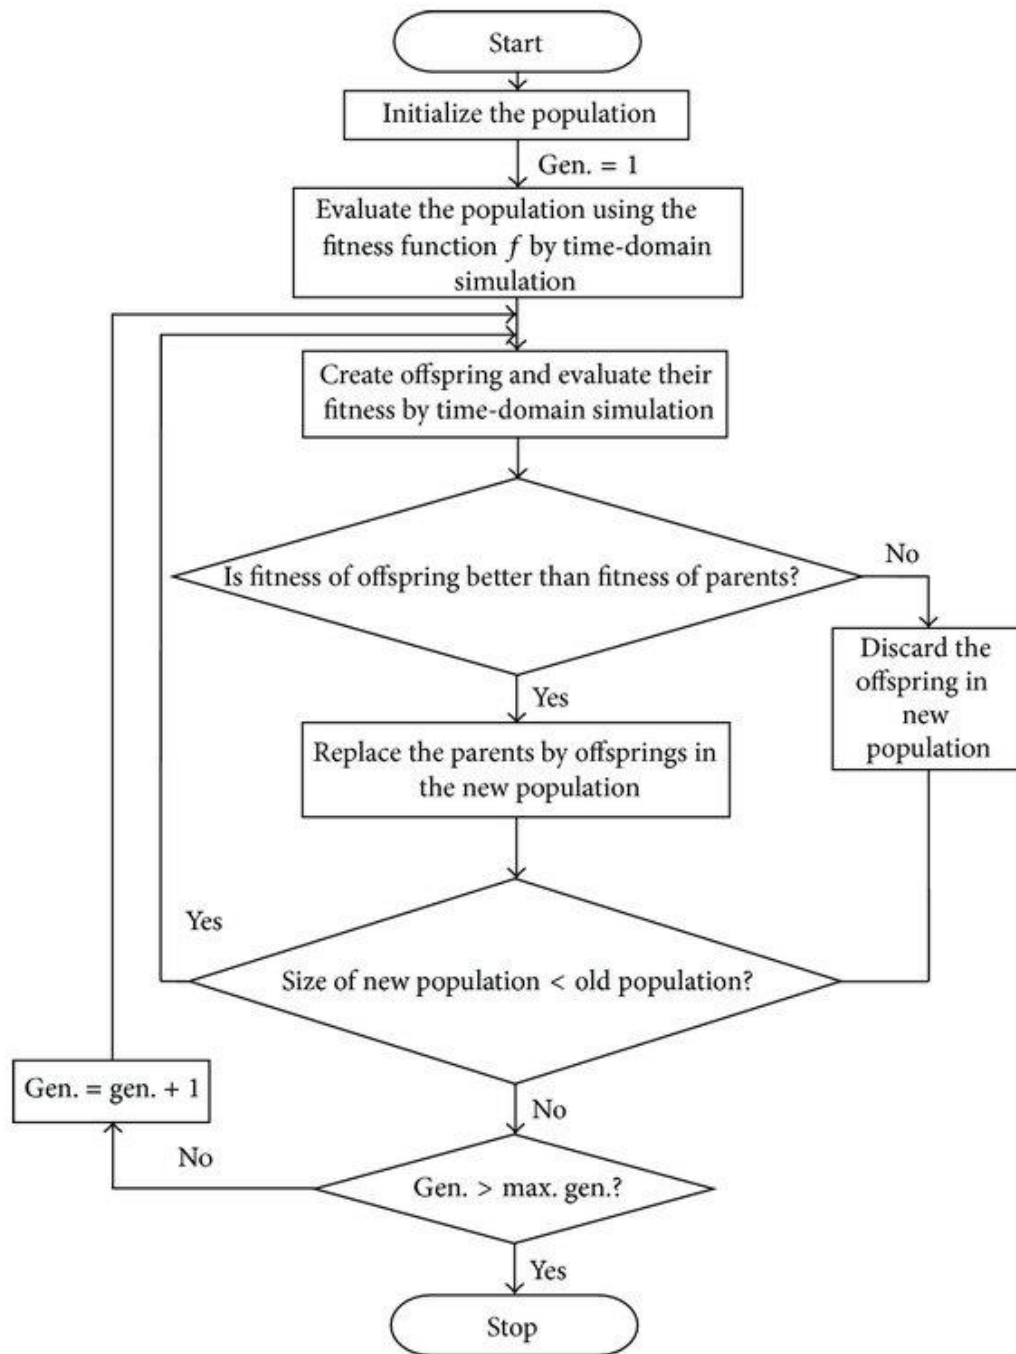 Start
Initialize the population
Gen. = 1
Evaluate the population using the
fitness function f by time-domain
simulation
Create offspring and evaluate their
fitness by time-domain simulation
Is fitness of offspring better than fitness of parents?
No
Discard the
offspring in
new
population
Yes
Replace the parents by offsprings in
the new population
Yes
Size of new population < old population?
Gen. = gen. + 1
No
No
Gen. > max. gen.?
Yes
Stop